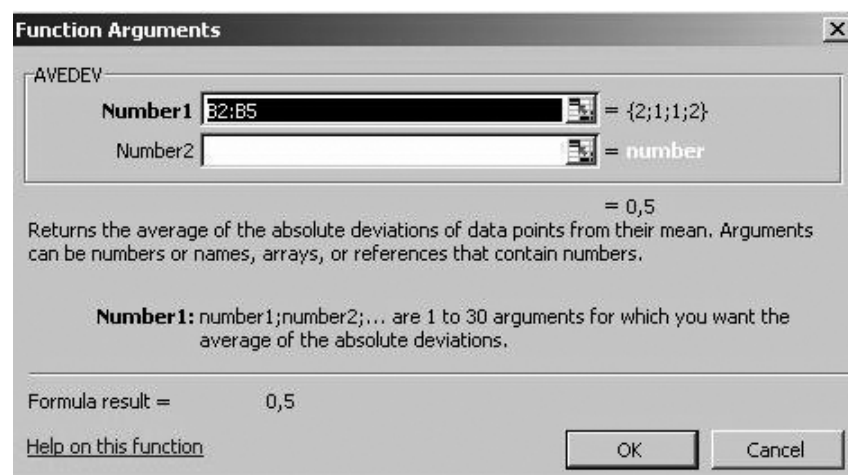 Function Arguments
AVEDEV
Number1 B2:B5 = {2;1;1;2}
Number2 = number
= 0,5
Returns the average of the absolute deviations of data points from their mean. Arguments
can be numbers or names, arrays, or references that contain numbers.
Number1: number1;number2;... are 1 to 30 arguments for which you want the
average of the absolute deviations.
Formula result = 0,5
Help on this function OK Cancel